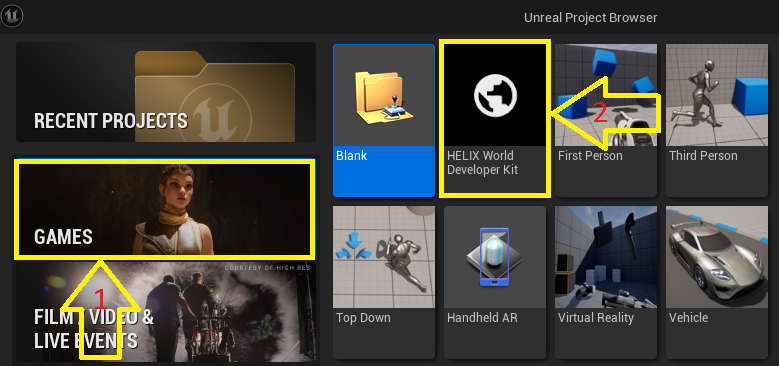 Unreal Project Browser
RECENT PROJECTS
GAMES
COURTESY OF HIGH RES
FILM, VIDEO &
LIVE EVENTS
1
2
Blank
HELIX World
Developer Kit
First Person
Third Person
Top Down
Handheld AR
Virtual Reality
Vehicle